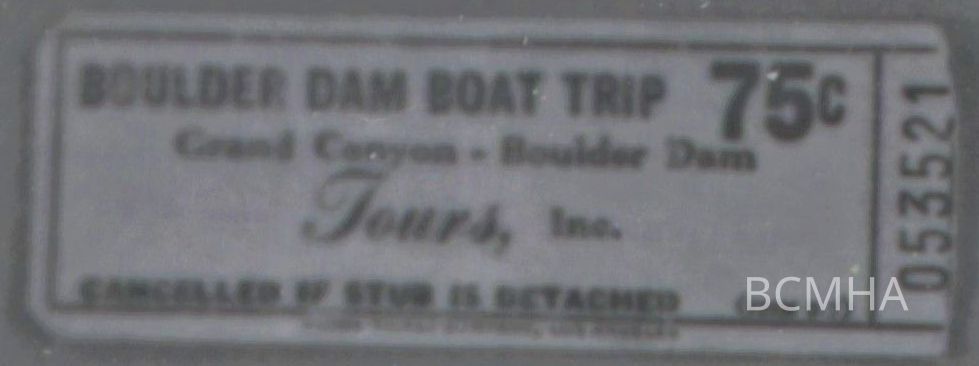 BOULDER DAM BOAT TRIP 75c
Grand Canyon - Boulder Dam
Tours, Inc.
CANCELLED IF STUB IS DETACHED
053521
BCMHA